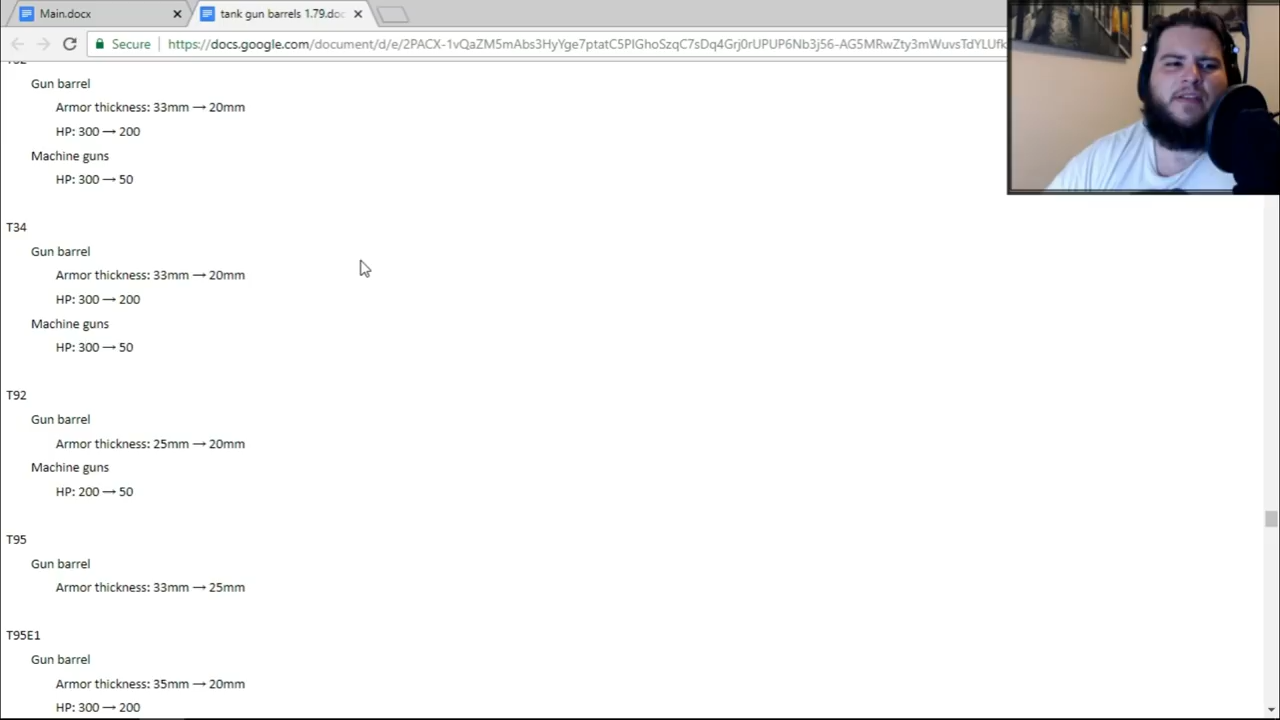 Main.docx
tank gun barrels 1.79.doc
Secure
https://docs.google.com/document/d/e/2PACX-1vQaZM5mAbs3HyYge7ptatC5PIGhoSzqC7sDq4Grj0rUPUP6Nb3j56-AG5MRwZty3mWuvsTdYLUfk
Gun barrel
Armor thickness: 33mm → 20mm
HP: 300 → 200
Machine guns
HP: 300 → 50
T34
Gun barrel
Armor thickness: 33mm → 20mm
HP: 300 → 200
Machine guns
HP: 300 → 50
T92
Gun barrel
Armor thickness: 25mm → 20mm
Machine guns
HP: 200 → 50
T95
Gun barrel
Armor thickness: 33mm → 25mm
T95E1
Gun barrel
Armor thickness: 35mm → 20mm
HP: 300 → 200